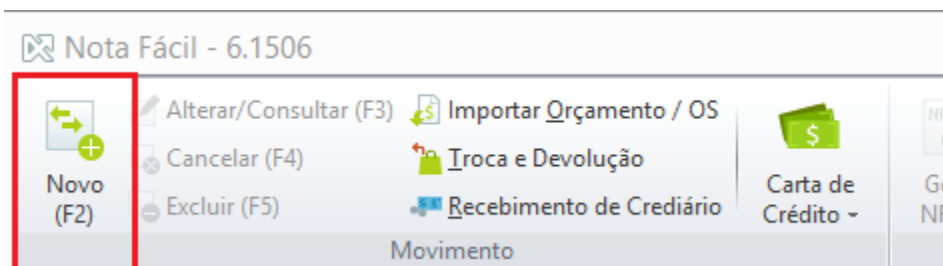 Nota Fácil - 6.1506
Novo
(F2)
Alterar/Consultar (F3)
Cancelar (F4)
Excluir (F5)
Importar Orçamento / OS
Troca e Devolução
Recebimento de Crediário
Carta de
Crédito
Movimento